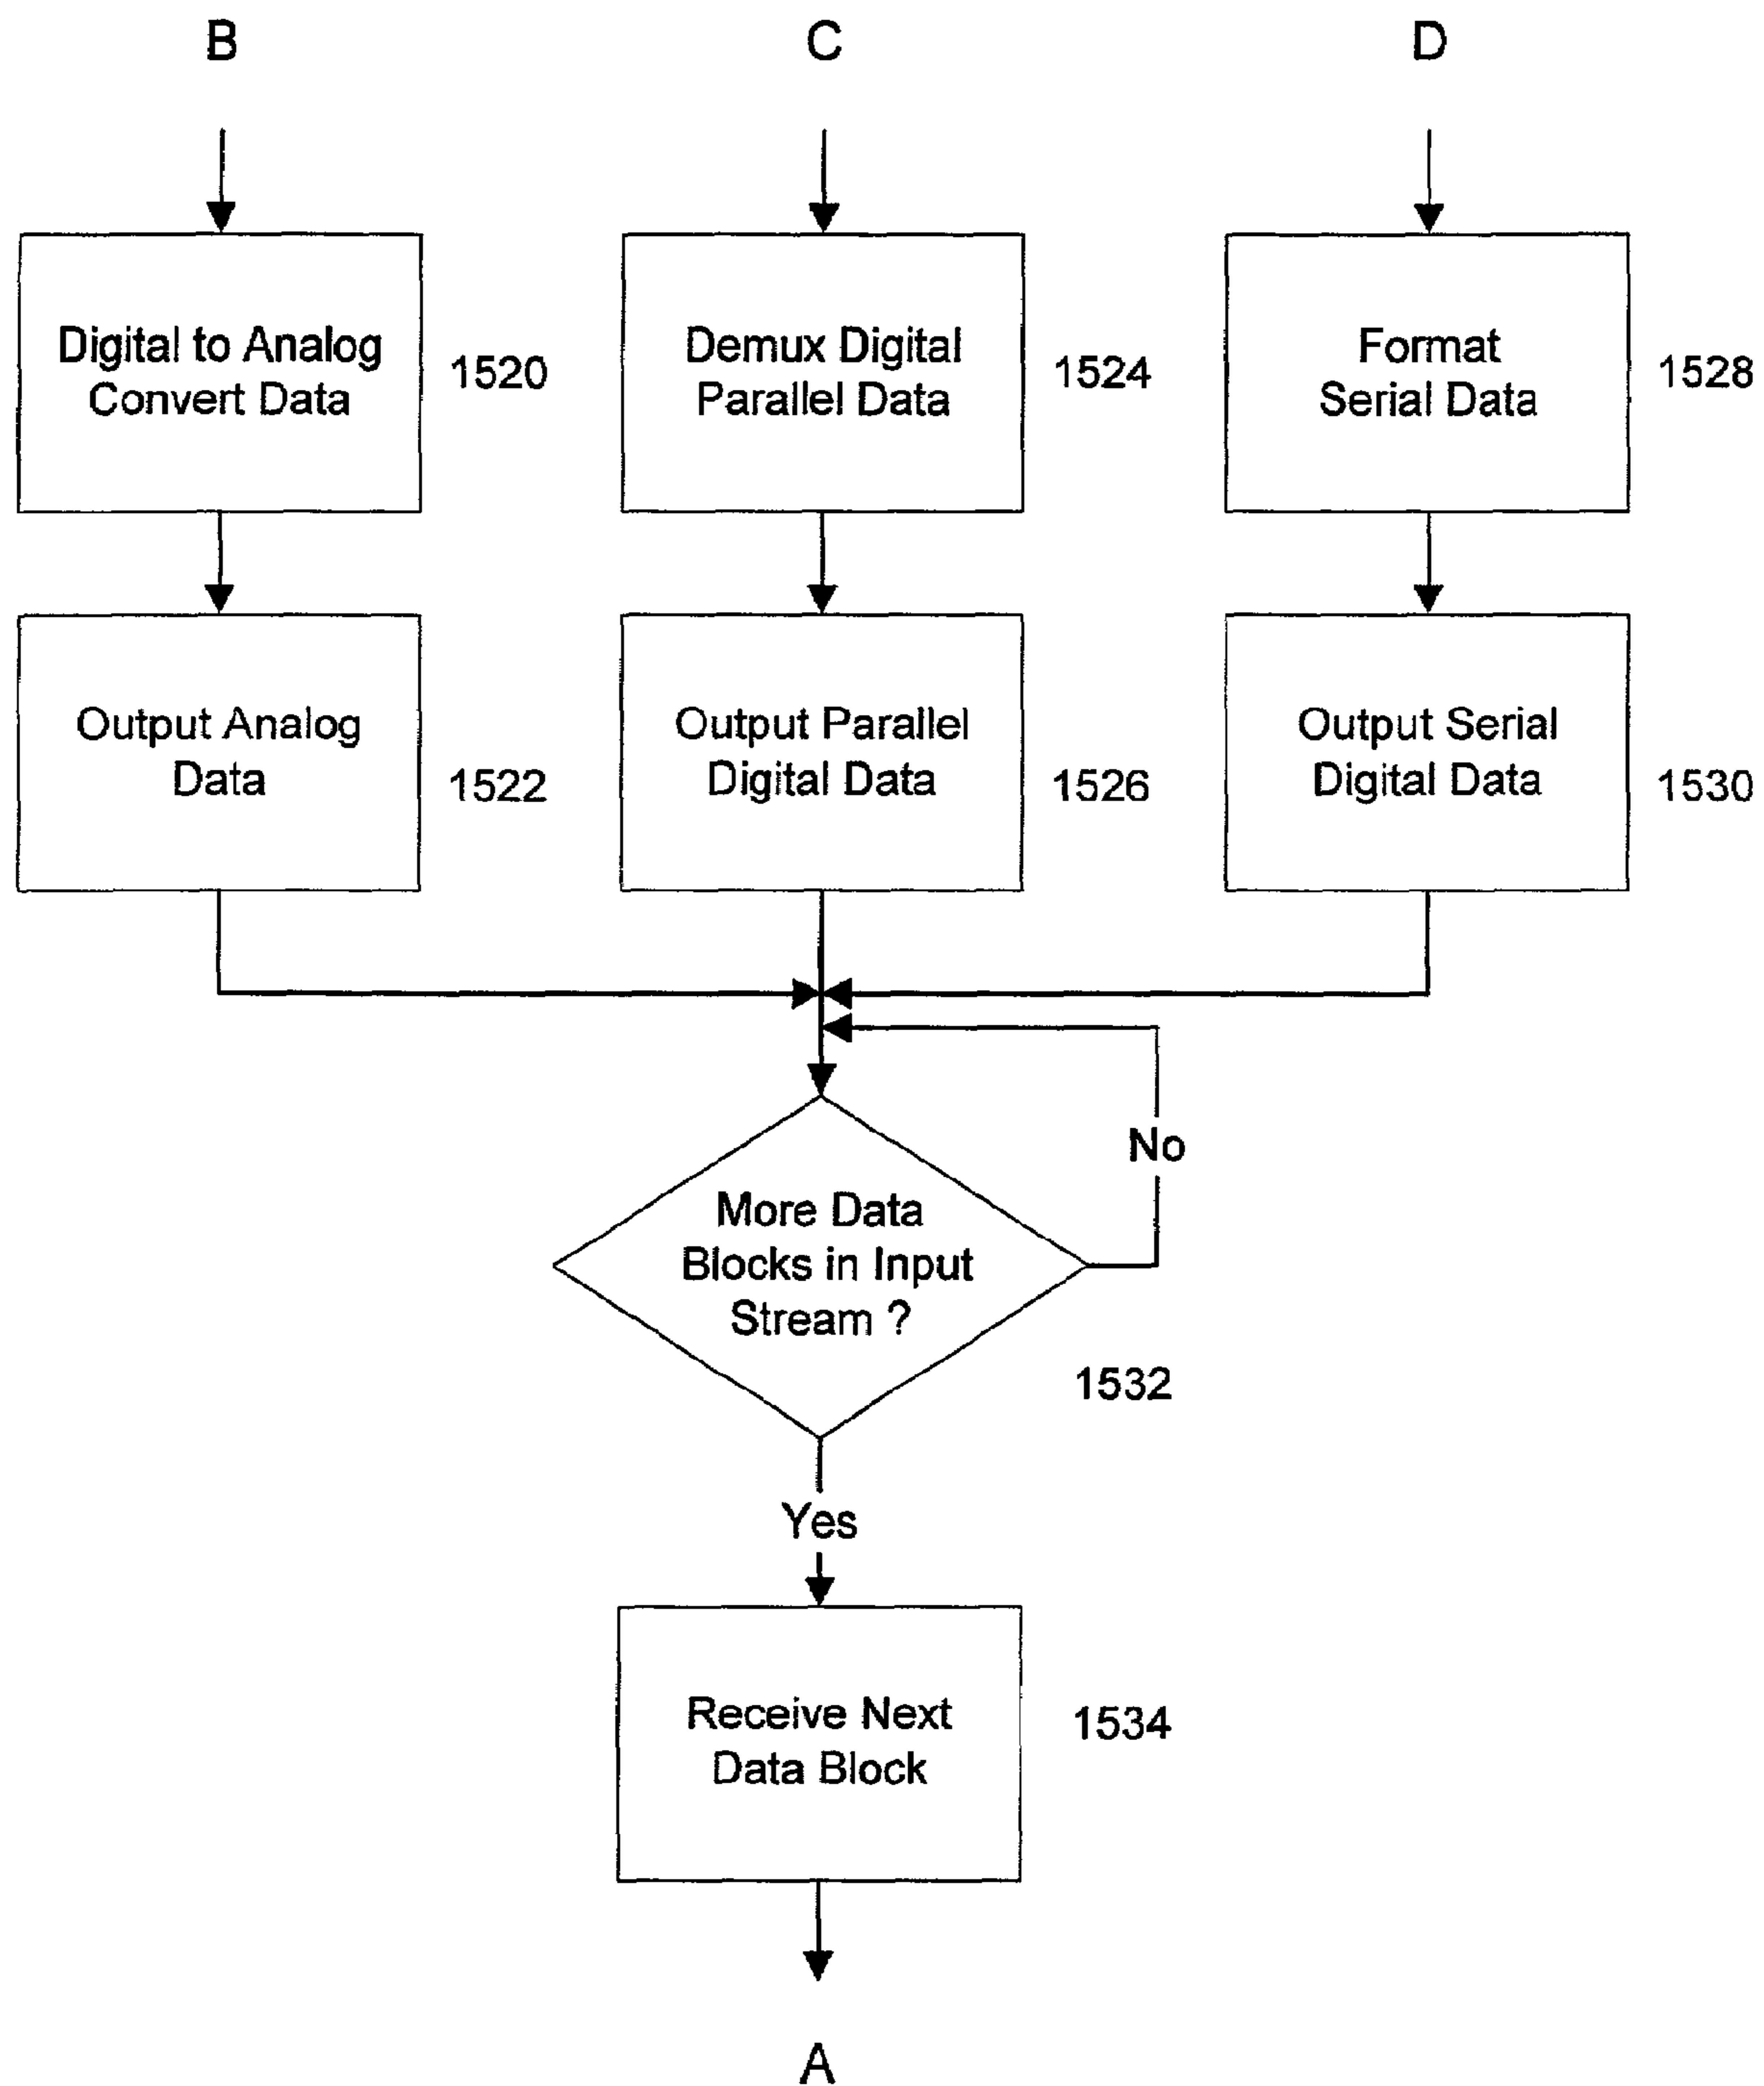 B
C
D
Digital to Analog
Convert Data
1520
Demux Digital
Parallel Data
1524
Format
Serial Data
1528
Output Analog
Data
1522
Output Parallel
Digital Data
1526
Output Serial
Digital Data
1530
No
More Data
Blocks in Input
Stream ?
1532
Yes
Receive Next
Data Block
1534
A